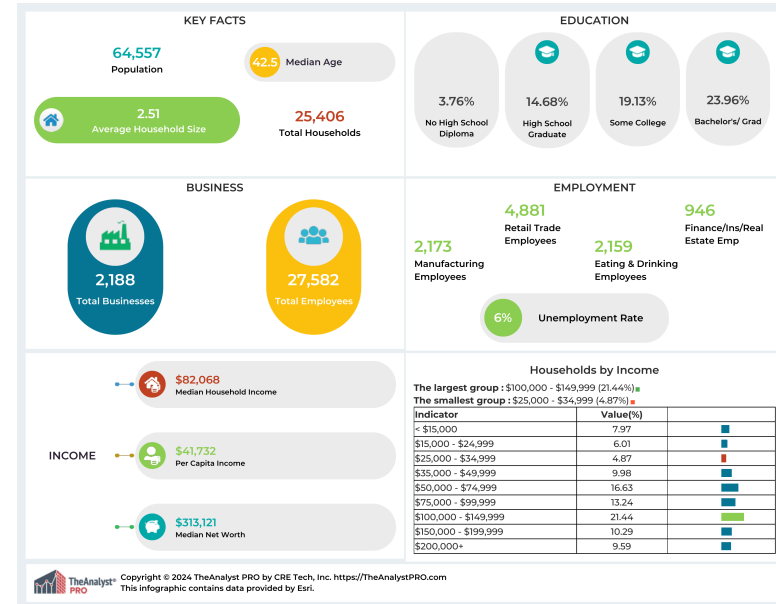 KEY FACTS
64,557
Population
42.5 Median Age
2.51
Average Household Size
25,406
Total Households
EDUCATION
3.76%
No High School
Diploma
14.68%
High School
Graduate
19.13%
Some College
23.96%
Bachelor's/ Grad
BUSINESS
2,188
Total Businesses
27,582
Total Employees
EMPLOYMENT
2,173
Manufacturing
Employees
4,881
Retail Trade
Employees
2,159
Eating & Drinking
Employees
946
Finance/Ins/Real
Estate Emp
6% Unemployment Rate
INCOME
$82,068
Median Household Income
$41,732
Per Capita Income
$313,121
Median Net Worth
Households by Income
The largest group : $100,000 - $149,999 (21.44%)
The smallest group : $25,000 - $34,999 (4.87%)
Indicator Value(%)
< $15,000 7.97
$15,000 - $24,999 6.01
$25,000 - $34,999 4.87
$35,000 - $49,999 9.98
$50,000 - $74,999 16.63
$75,000 - $99,999 13.24
$100,000 - $149,999 21.44
$150,000 - $199,999 10.29
$200,000+ 9.59
TheAnalyst®
PRO
Copyright © 2024 TheAnalyst PRO by CRE Tech, Inc. https://TheAnalystPRO.com
This infographic contains data provided by Esri.